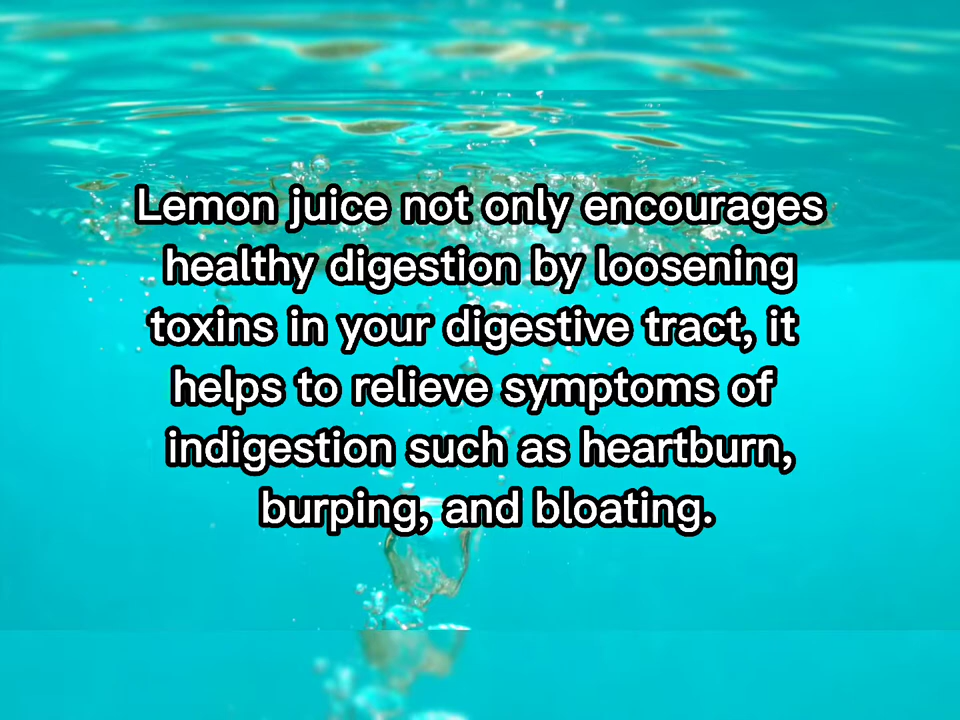 Lemon juice not only encourages
healthy digestion by loosening
toxins in your digestive tract, it
helps to relieve symptoms of
indigestion such as heartburn,
burping, and bloating.